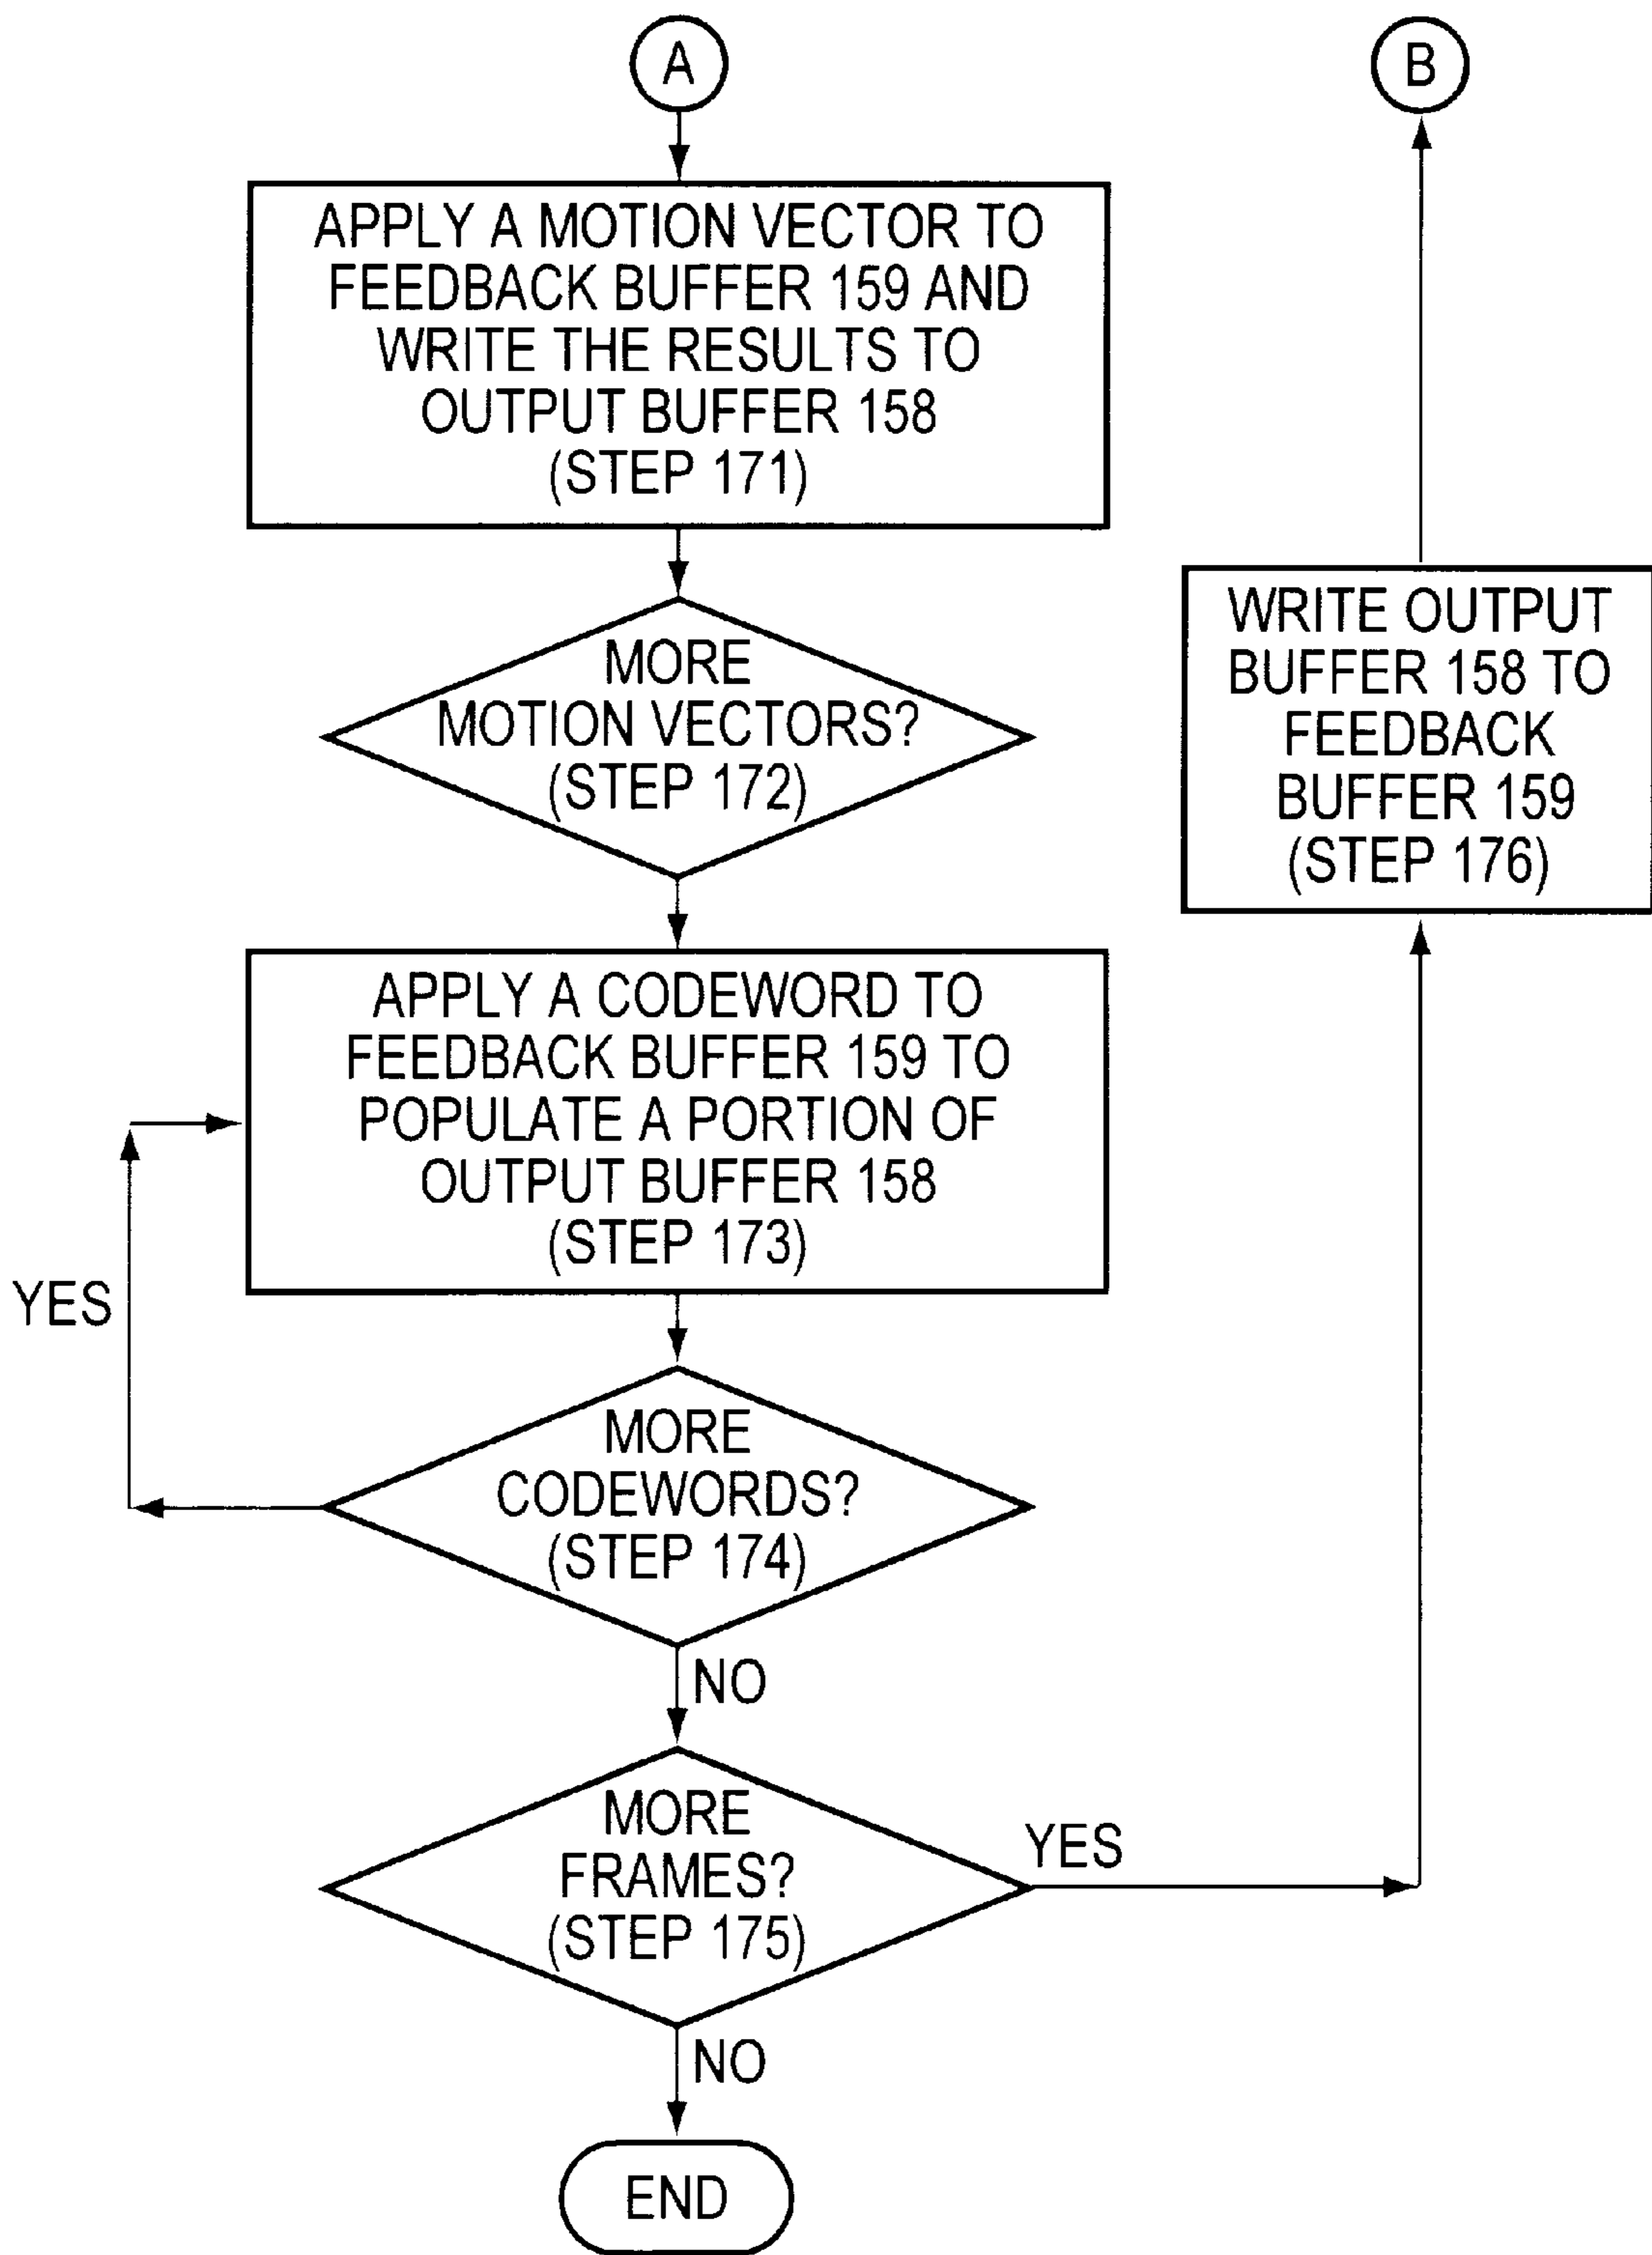 A
APPLY A MOTION VECTOR TO
FEEDBACK BUFFER 159 AND
WRITE THE RESULTS TO
OUTPUT BUFFER 158
(STEP 171)
MORE
MOTION VECTORS?
(STEP 172)
APPLY A CODEWORD TO
FEEDBACK BUFFER 159 TO
POPULATE A PORTION OF
OUTPUT BUFFER 158
(STEP 173)
YES
MORE
CODEWORDS?
(STEP 174)
NO
MORE
FRAMES?
(STEP 175)
YES
NO
END
B
WRITE OUTPUT
BUFFER 158 TO
FEEDBACK
BUFFER 159
(STEP 176)